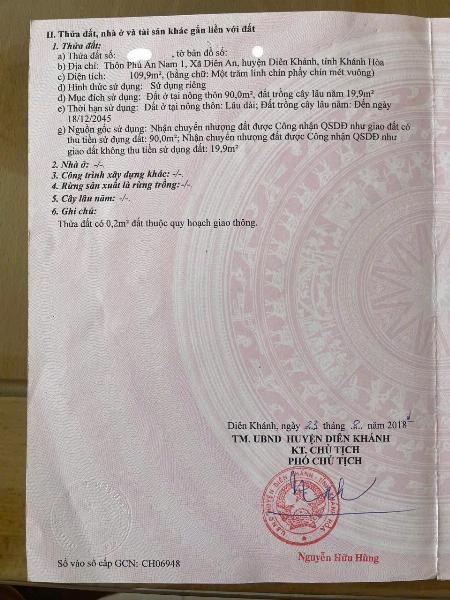 II. Thửa đất, nhà ở và tài sản khác gắn liền với đất
1. Thửa đất:
a) Thửa đất số: , tờ bản đồ số:
b) Địa chỉ: Thôn Phú Ân Nam 1, Xã Diên An, huyện Diên Khánh, tỉnh Khánh Hòa
c) Diện tích: 109,9m², (bằng chữ: Một trăm linh chín phẩy chín mét vuông)
d) Hình thức sử dụng: Sử dụng riêng
đ) Mục đích sử dụng: Đất ở tại nông thôn 90,0m², đất trồng cây lâu năm 19,9m²
e) Thời hạn sử dụng: Đất ở tại nông thôn: Lâu dài; Đất trồng cây lâu năm: Đến ngày
18/12/2045
g) Nguồn gốc sử dụng: Nhận chuyển nhượng đất được Công nhận QSDĐ như giao đất có
thu tiền sử dụng đất: 90,0m²; Nhận chuyển nhượng đất được Công nhận QSDĐ như
giao đất không thu tiền sử dụng đất: 19,9m²
2. Nhà ở: -/-.
3. Công trình xây dựng khác: -/-.
4. Rừng sản xuất là rừng trồng: -/-.
5. Cây lâu năm: -/-.
6. Ghi chú:
Thửa đất có 0,2m² đất thuộc quy hoạch giao thông.
Diên Khánh, ngày 23 tháng 8 năm 2018
TM. UBND HUYỆN DIÊN KHÁNH
KT. CHỦ TỊCH
PHÓ CHỦ TỊCH
Nguyễn Hữu Hùng
Số vào sổ cấp GCN: CH06948